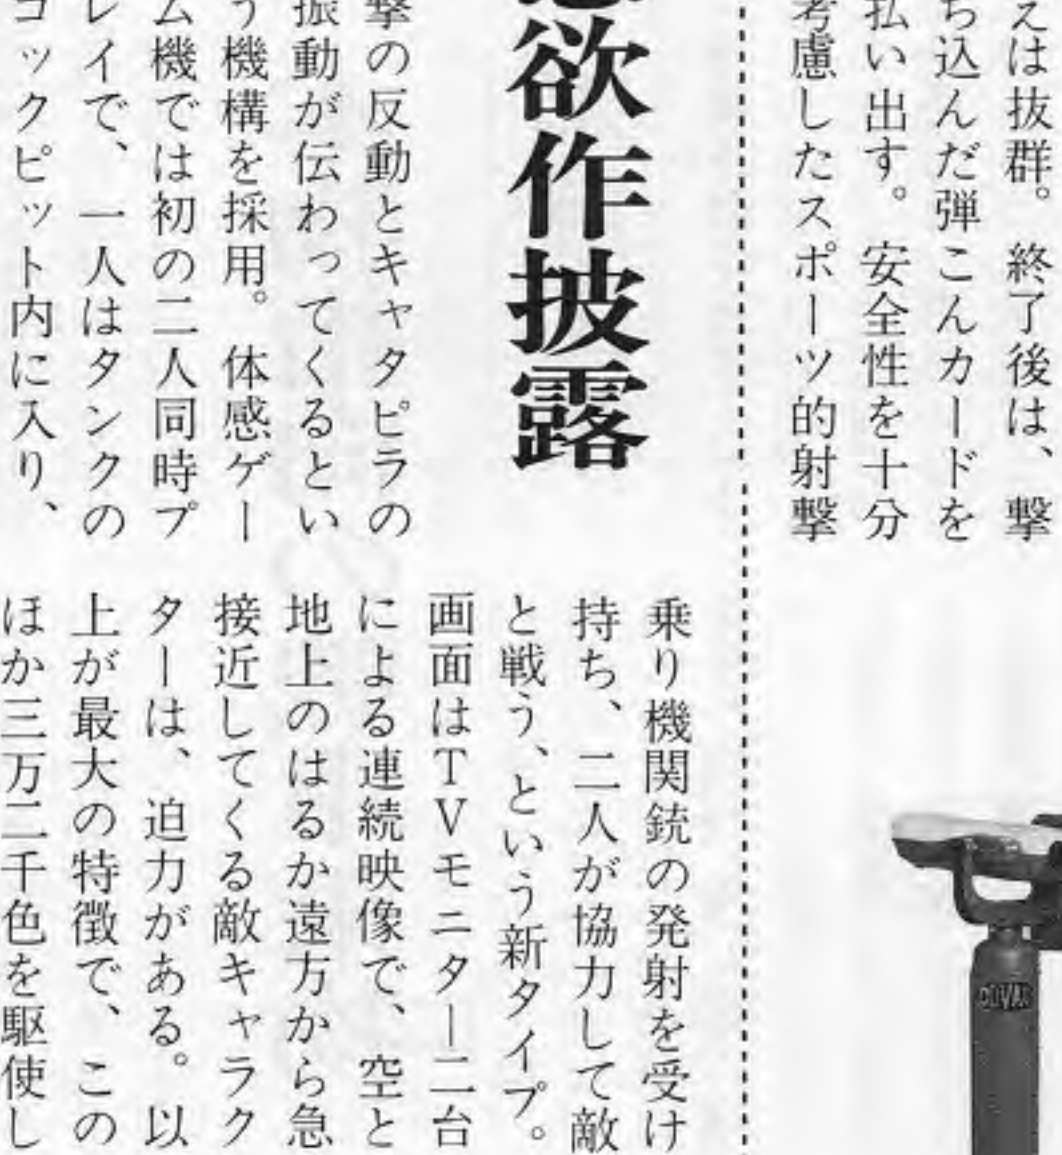 えは抜群。終了後は、撃
ち込んだ弾こんカードを
払い出す。安全性を十分
考慮したスポーツ的射撃
欲作披露
撃の反動とキャタピラの
振動が伝わってくるとい
う機構を採用。体感ゲー
ム機では初の二人同時プ
レイで、一人はタンクの
コックピット内に入り、
乗り機関銃の発射を受け
持ち、二人が協力して敵
と戦う、という新タイプ。
画面はTVモニター二台
による連続映像で、空と
地上のはるか遠方から急
接近してくる敵キャラク
ターは、迫力がある。以
上が最大の特徴で、この
ほか三万二千色を駆使し